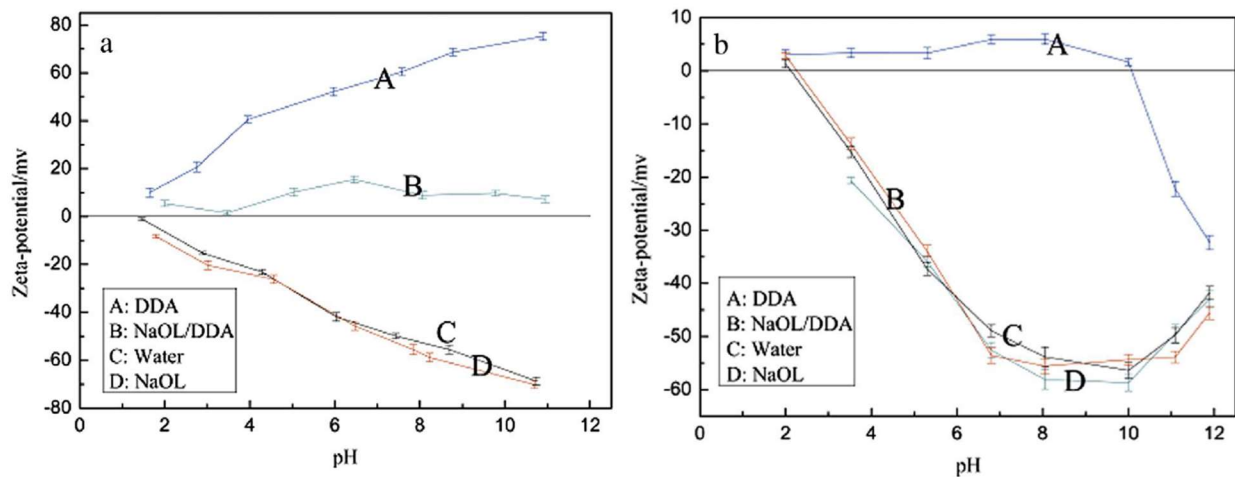 a
Zeta-potential/mv
80
60
40
20
0
-20
-40
-60
-80
A
B
C
D
A: DDA
B: NaOL/DDA
C: Water
D: NaOL
0 2 4 6 8 10 12
pH
b
Zeta-potential/mv
10
0
-10
-20
-30
-40
-50
-60
A
B
C
D
A: DDA
B: NaOL/DDA
C: Water
D: NaOL
0 2 4 6 8 10 12
pH